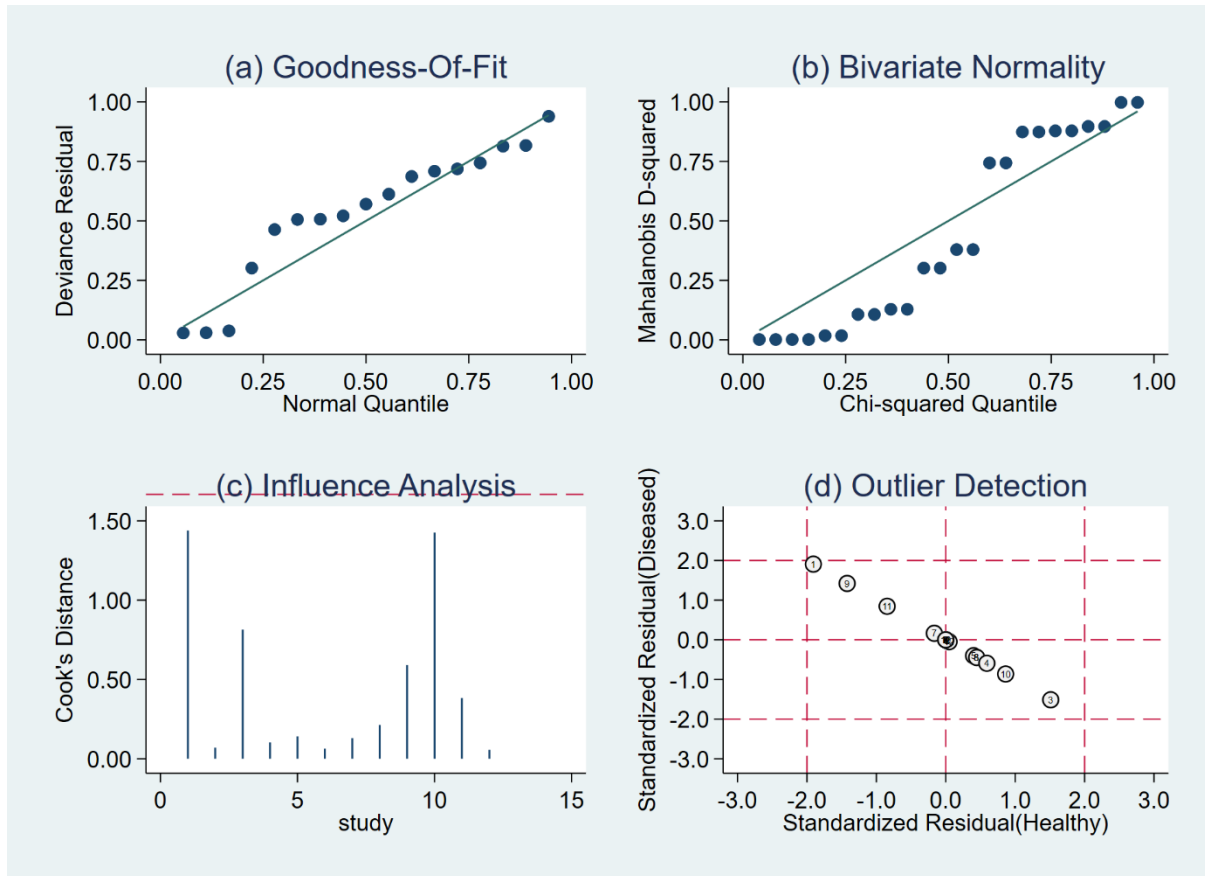 (a) Goodness-Of-Fit
Deviance Residual
1.00
0.75
0.50
0.25
0.00
0.00 0.25 0.50 0.75 1.00
Normal Quantile
(b) Bivariate Normality
Mahalanobis D-squared
1.00
0.75
0.50
0.25
0.00
0.00 0.25 0.50 0.75 1.00
Chi-squared Quantile
(c) Influence Analysis
Cook's Distance
1.50
1.00
0.50
0.00
0 5 10 15
study
(d) Outlier Detection
Standardized Residual(Diseased)
3.0
2.0
1.0
0.0
-1.0
-2.0
-3.0
1
9
11
7
4
10
3
-3.0 -2.0 -1.0 0.0 1.0 2.0 3.0
Standardized Residual(Healthy)